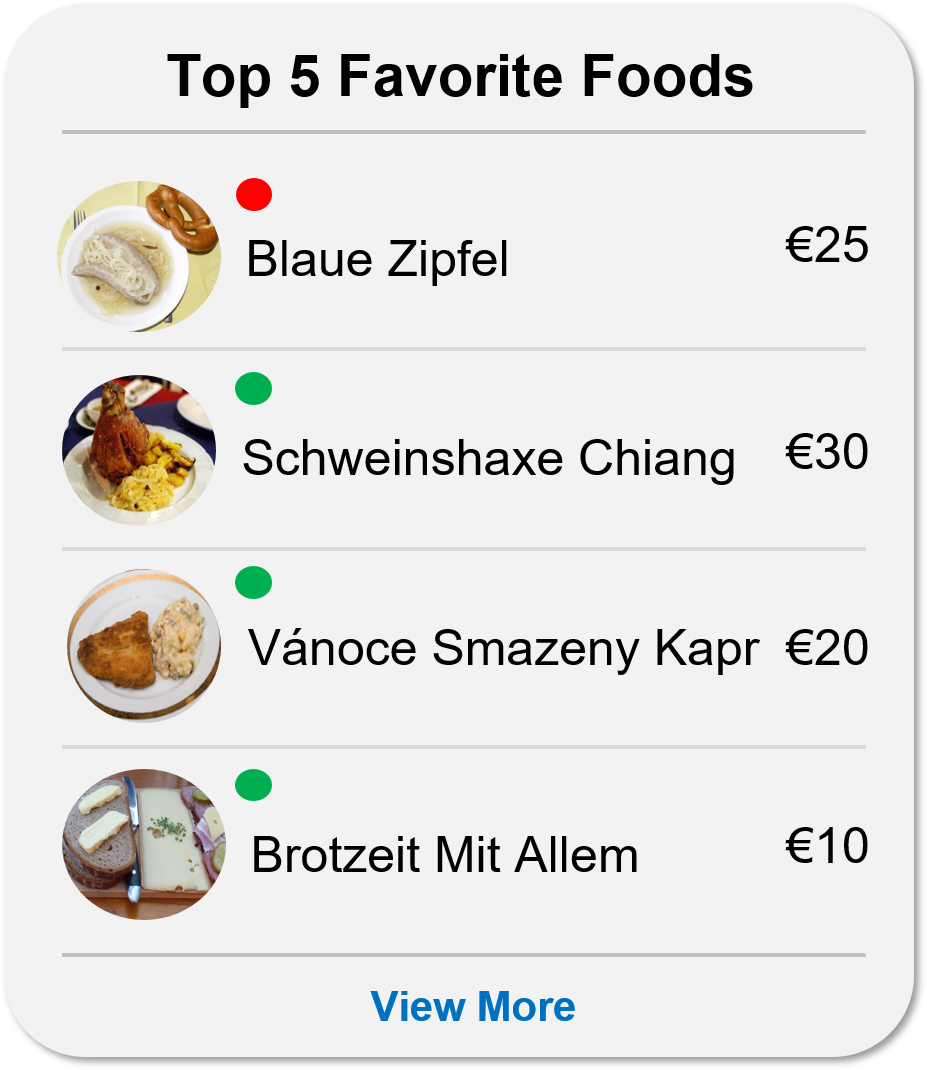 Top 5 Favorite Foods
Blaue Zipfel €25
Schweinshaxe Chiang €30
Vánoce Smazeny Kapr €20
Brotzeit Mit Allem €10
View More